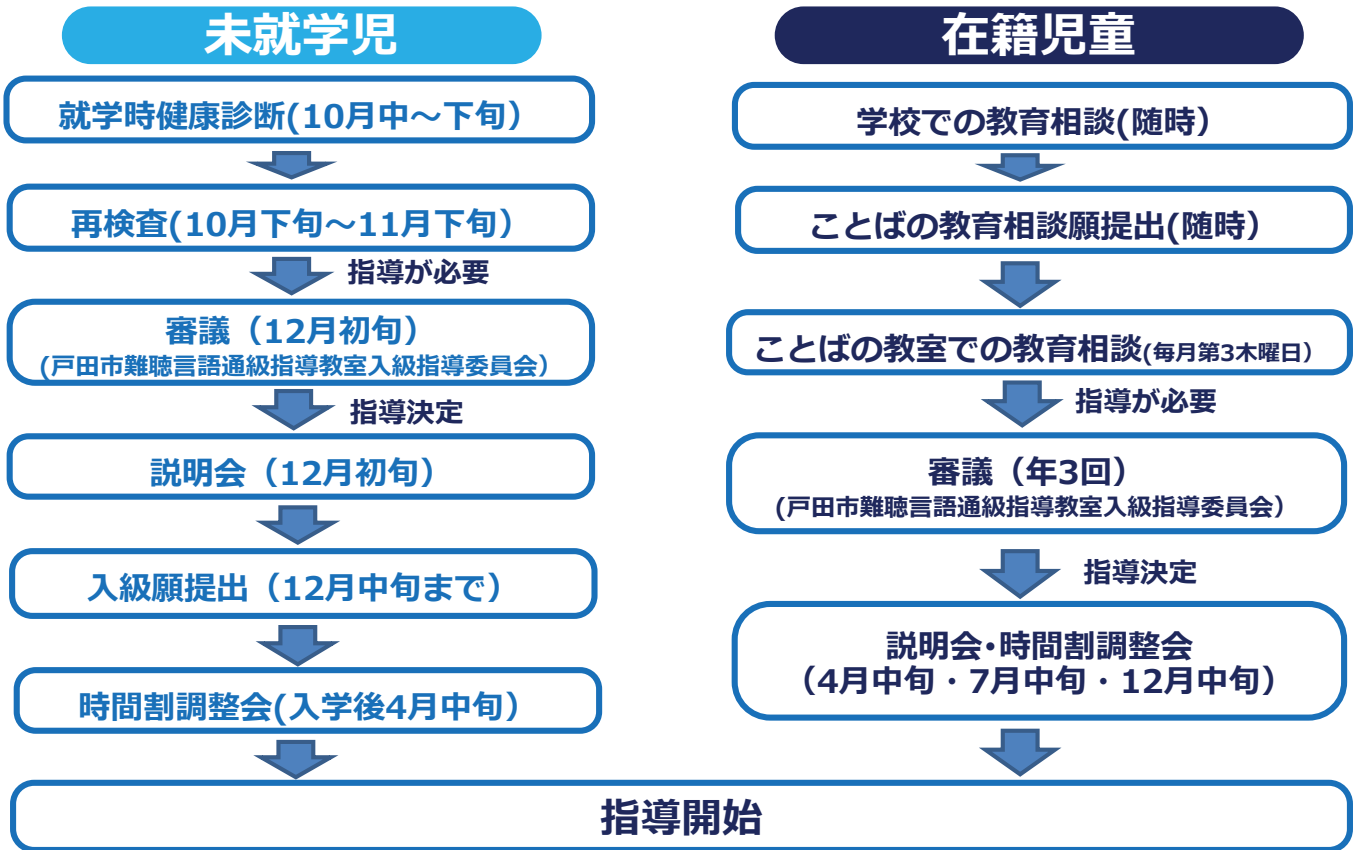 未就学児
就学時健康診断(10月中～下旬）
再検査(10月下旬～11月下旬）
指導が必要
審議（12月初旬）
(戸田市難聴言語通級指導教室入級指導委員会）
指導決定
説明会（12月初旬）
入級願提出（12月中旬まで）
時間割調整会(入学後4月中旬）
在籍児童
学校での教育相談(随時）
ことばの教育相談願提出(随時）
ことばの教室での教育相談(毎月第3木曜日）
指導が必要
審議（年3回）
(戸田市難聴言語通級指導教室入級指導委員会）
指導決定
説明会・時間割調整会
（4月中旬・7月中旬・12月中旬）
指導開始